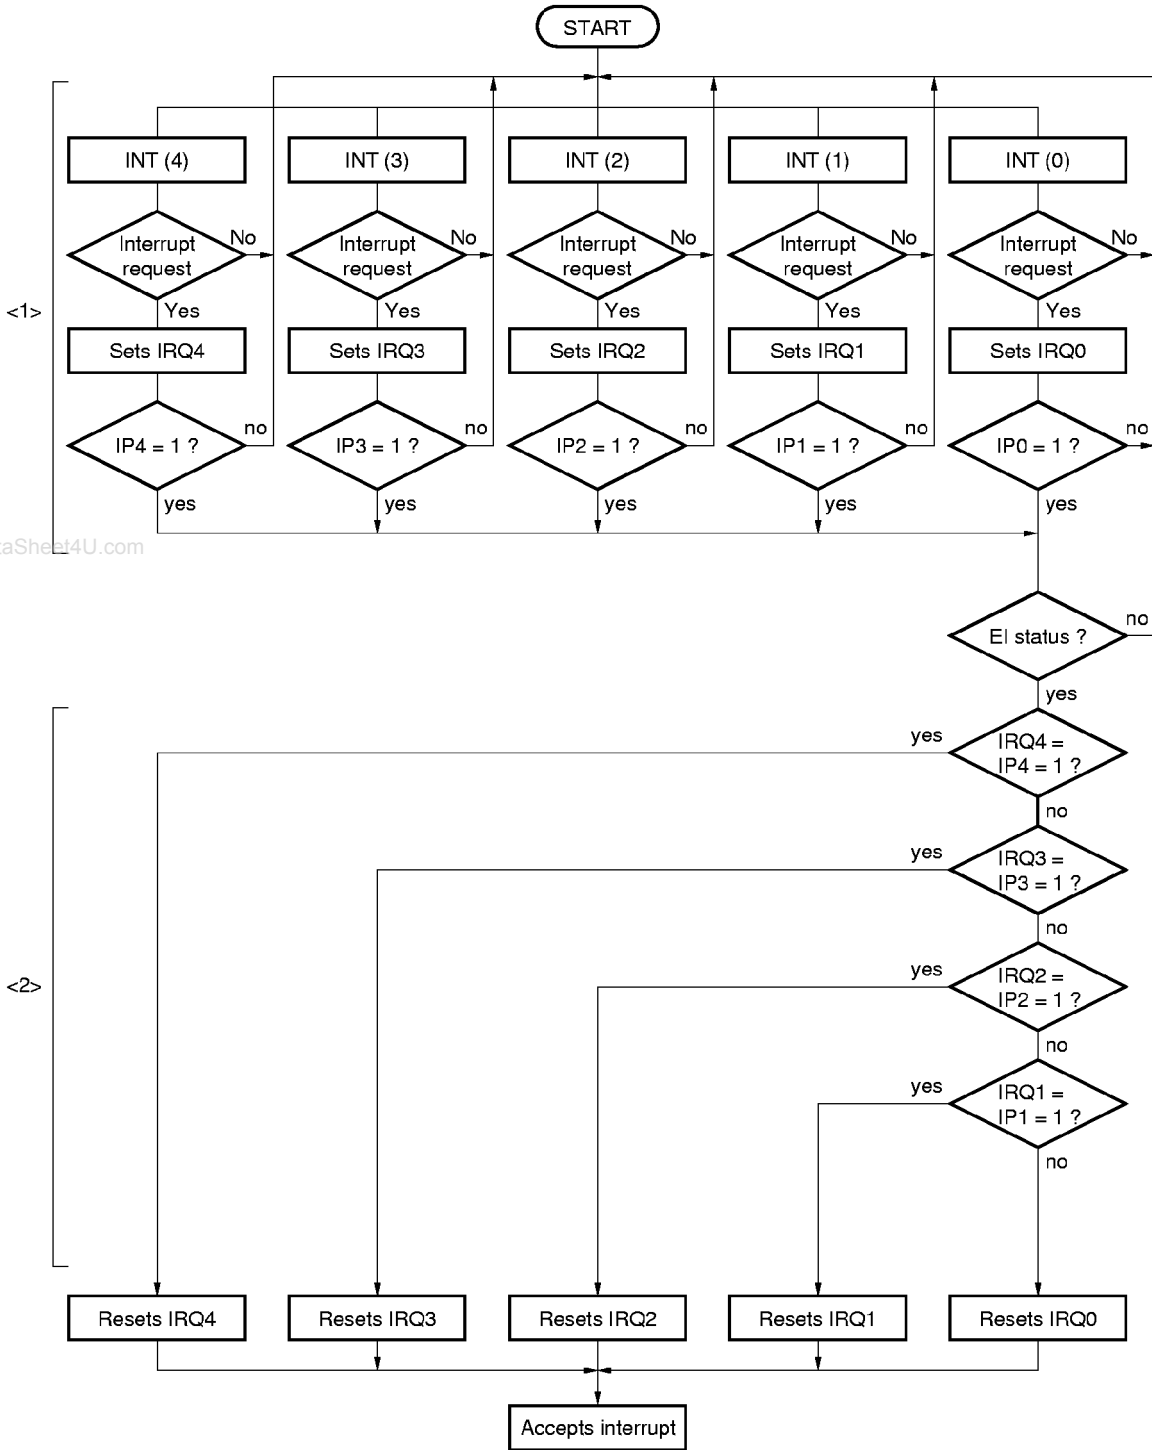 START
INT (4)
INT (3)
INT (2)
INT (1)
INT (0)
Interrupt
request
No
Interrupt
request
No
Interrupt
request
No
Interrupt
request
No
Interrupt
request
No
<1>
Yes
Yes
Yes
Yes
Yes
Sets IRQ4
Sets IRQ3
Sets IRQ2
Sets IRQ1
Sets IRQ0
IP4 = 1 ?
no
IP3 = 1 ?
no
IP2 = 1 ?
no
IP1 = 1 ?
no
IP0 = 1 ?
no
yes
yes
yes
yes
yes
taSheet4U.com
EI status ?
no
yes
yes
IRQ4 =
IP4 = 1 ?
no
yes
IRQ3 =
IP3 = 1 ?
no
<2>
yes
IRQ2 =
IP2 = 1 ?
no
yes
IRQ1 =
IP1 = 1 ?
no
Resets IRQ4
Resets IRQ3
Resets IRQ2
Resets IRQ1
Resets IRQ0
Accepts interrupt